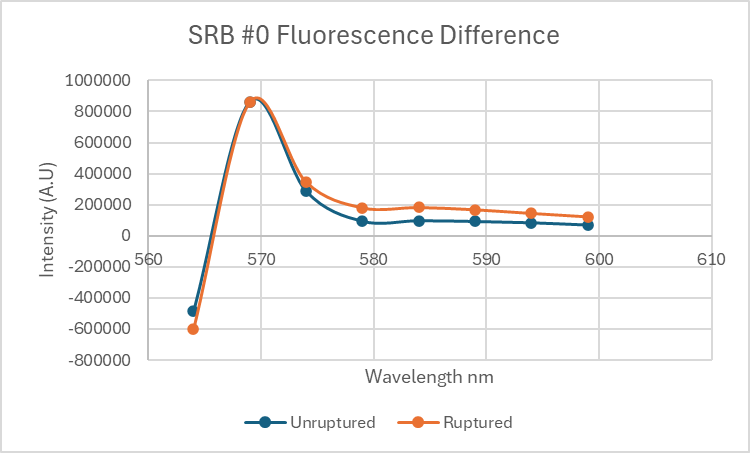 SRB #0 Fluorescence Difference
1000000
800000
600000
400000
200000
0
-200000
-400000
-600000
-800000
Intensity (A.U)
560 570 580 590 600 610
Wavelength nm
Unruptured Ruptured